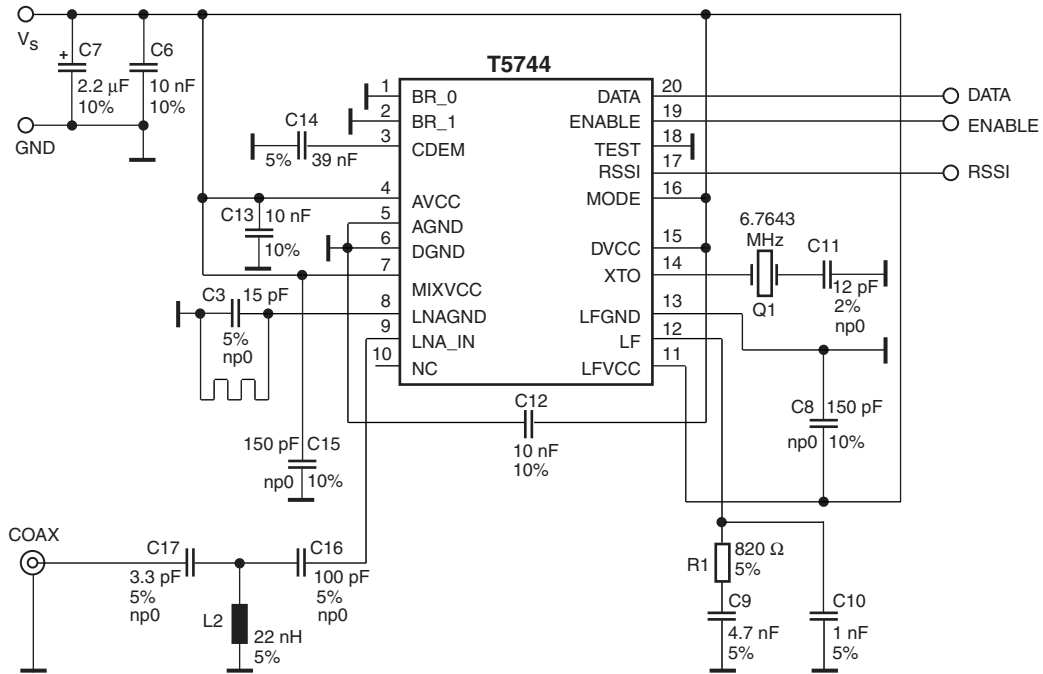 V_S
C7
+
2.2 µF
10%
C6
10 nF
10%
GND
T5744
1
2
3
4
5
6
7
8
9
10
BR_0
BR_1
CDEM
AVCC
AGND
DGND
MIXVCC
LNAGND
LNA_IN
NC
DATA
ENABLE
TEST
RSSI
MODE
DVCC
XTO
LFGND
LF
LFVCC
20
19
18
17
16
15
14
13
12
11
DATA
ENABLE
RSSI
C14
5%
39 nF
C13
10 nF
10%
C3
15 pF
5%
np0
6.7643
MHz
Q1
C11
12 pF
2%
np0
C12
10 nF
10%
C8
150 pF
np0
10%
150 pF
C15
np0
10%
COAX
C17
3.3 pF
5%
np0
C16
100 pF
5%
np0
L2
22 nH
5%
R1
820 Ω
5%
C9
4.7 nF
5%
C10
1 nF
5%